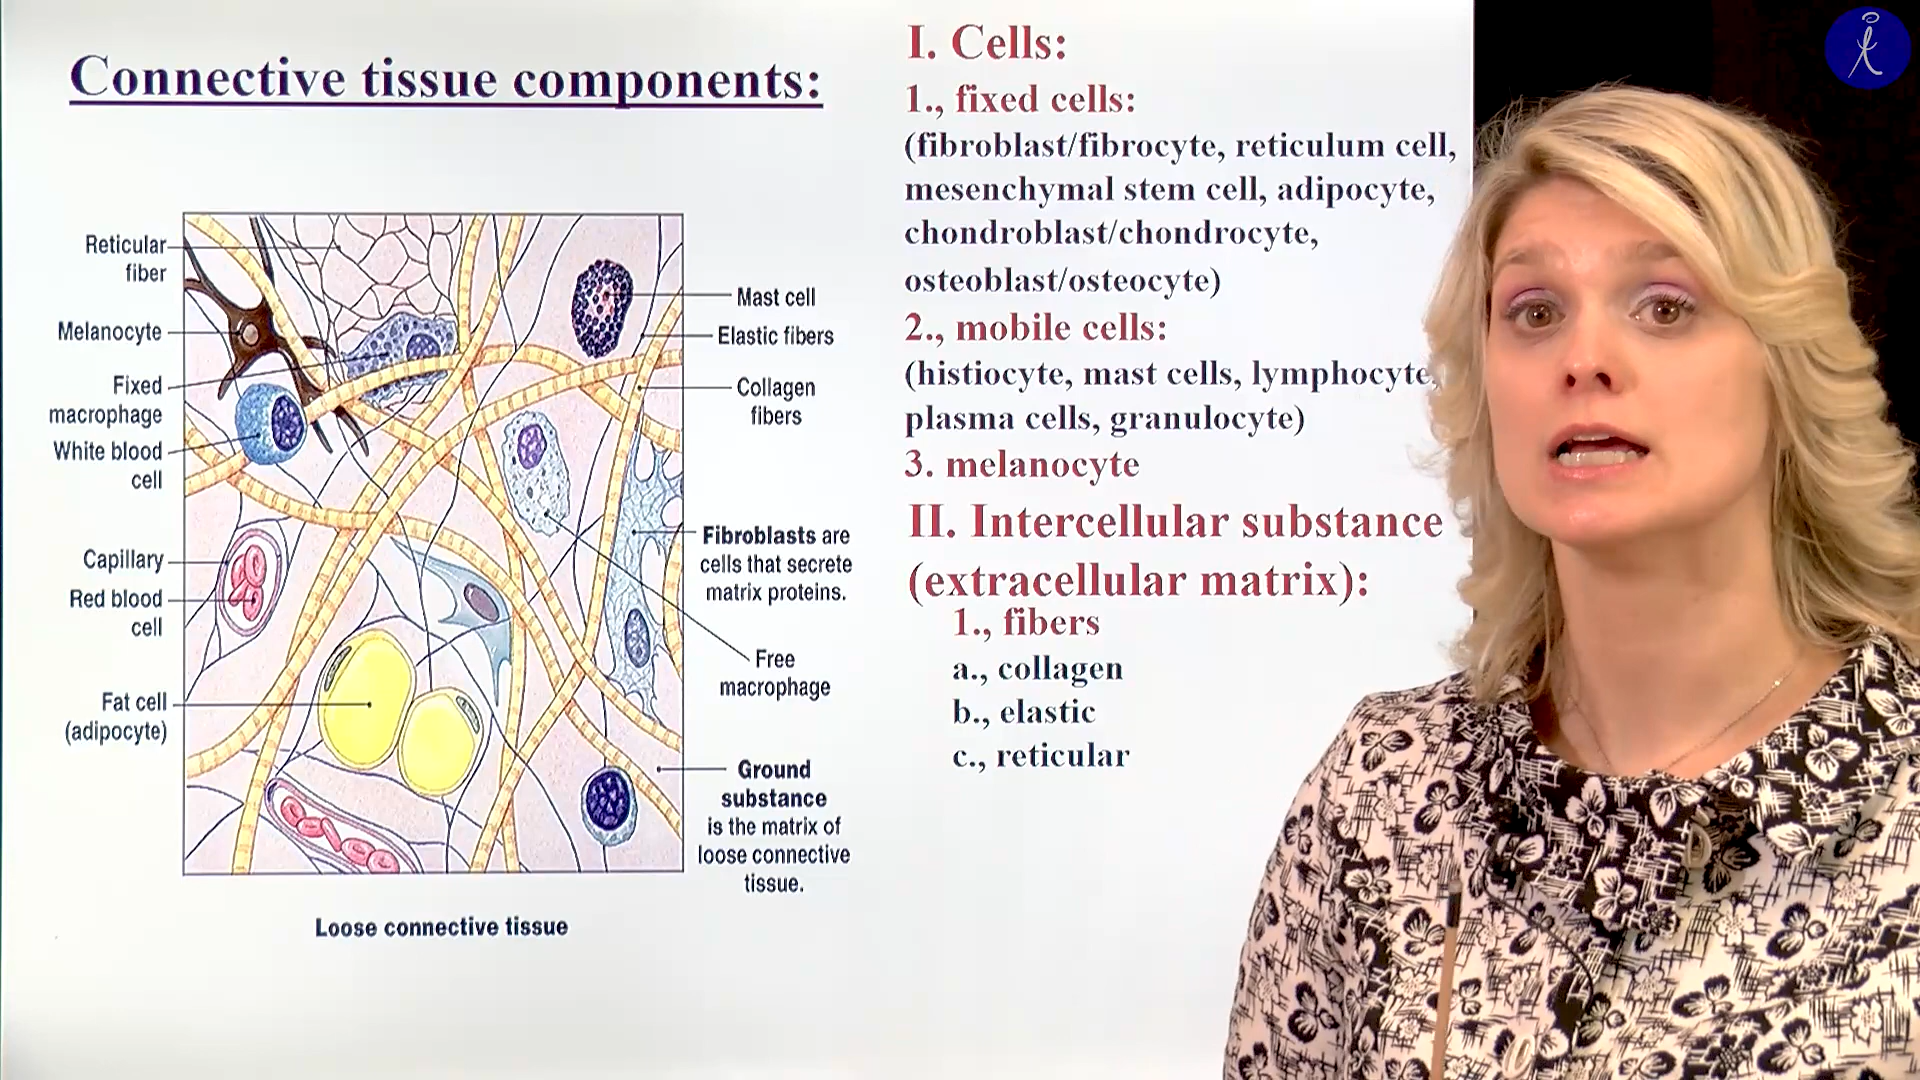 Connective tissue components:
Reticular
fiber
Melanocyte
Fixed
macrophage
White blood
cell
Capillary
Red blood
cell
Fat cell
(adipocyte)
Mast cell
Elastic fibers
Collagen
fibers
Fibroblasts are
cells that secrete
matrix proteins.
Free
macrophage
Ground
substance
is the matrix of
loose connective
tissue.
Loose connective tissue
I. Cells:
1., fixed cells:
(fibroblast/fibrocyte, reticulum cell,
mesenchymal stem cell, adipocyte,
chondroblast/chondrocyte,
osteoblast/osteocyte)
2., mobile cells:
(histiocyte, mast cells, lymphocyte,
plasma cells, granulocyte)
3. melanocyte
II. Intercellular substance
(extracellular matrix):
1., fibers
a., collagen
b., elastic
c., reticular